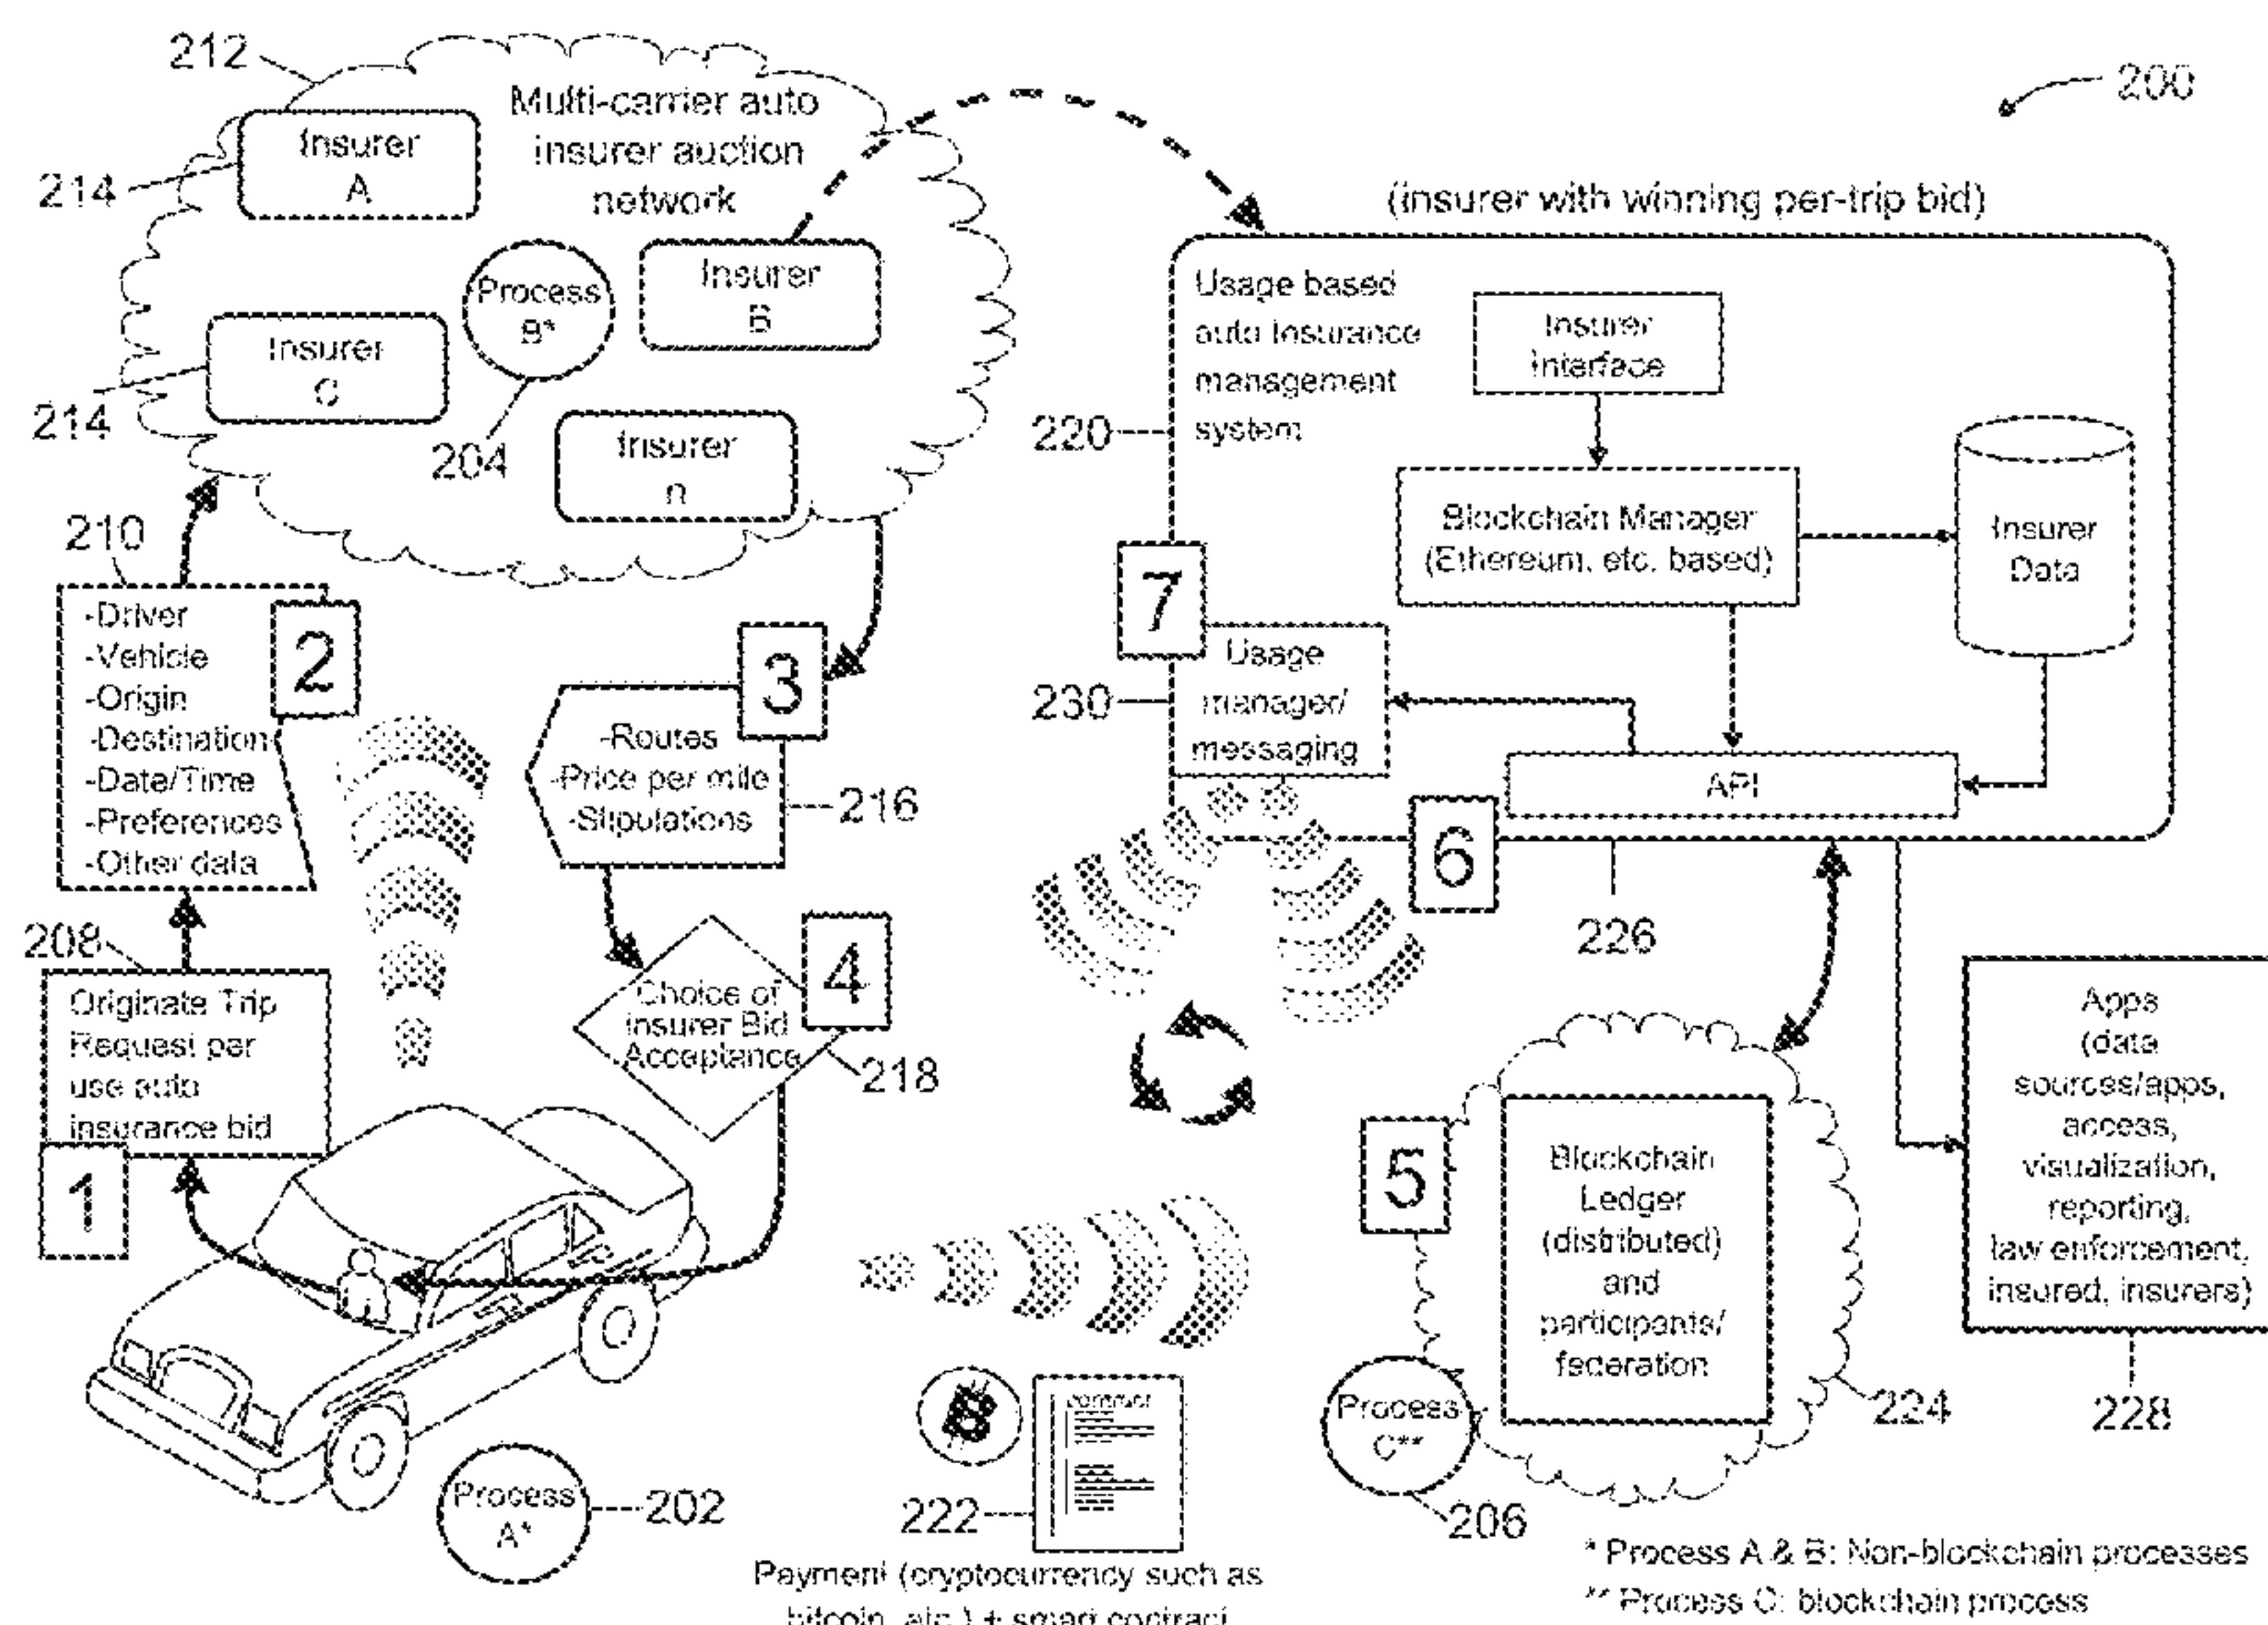 212
Multi-carrier auto
insurer auction
network
Insurer
A
214
Process
B*
Insurer
B
Insurer
C
214
204
Insurer
n
200
(insurer with winning per-trip bid)
Usage based
auto Insurance
management
system
220
Insurer
Interface
Blockchain Manager
(Ethereum, etc. based)
Insurer
Data
7
Usage
manager/
messaging
230
API
6
226
210
-Driver
-Vehicle
-Origin
-Destination
-Date/Time
-Preferences
-Other data
2
3
-Routes
-Price per mile
-Stipulations
216
208
Originate Trip
Request per
use auto
insurance bid
1
4
Choice of
insurer Bid
Acceptance
218
5
Blockchain
Ledger
(distributed)
and
participants/
federation
224
Process
C**
206
Apps
(data
sources/apps,
access,
visualization,
reporting,
law enforcement,
insured, insurers)
228
Process
A*
202
B
contract
222
Payment (cryptocurrency such as
bitcoin, etc.) + smart contract
* Process A & B: Non-blockchain processes
** Process C: blockchain process